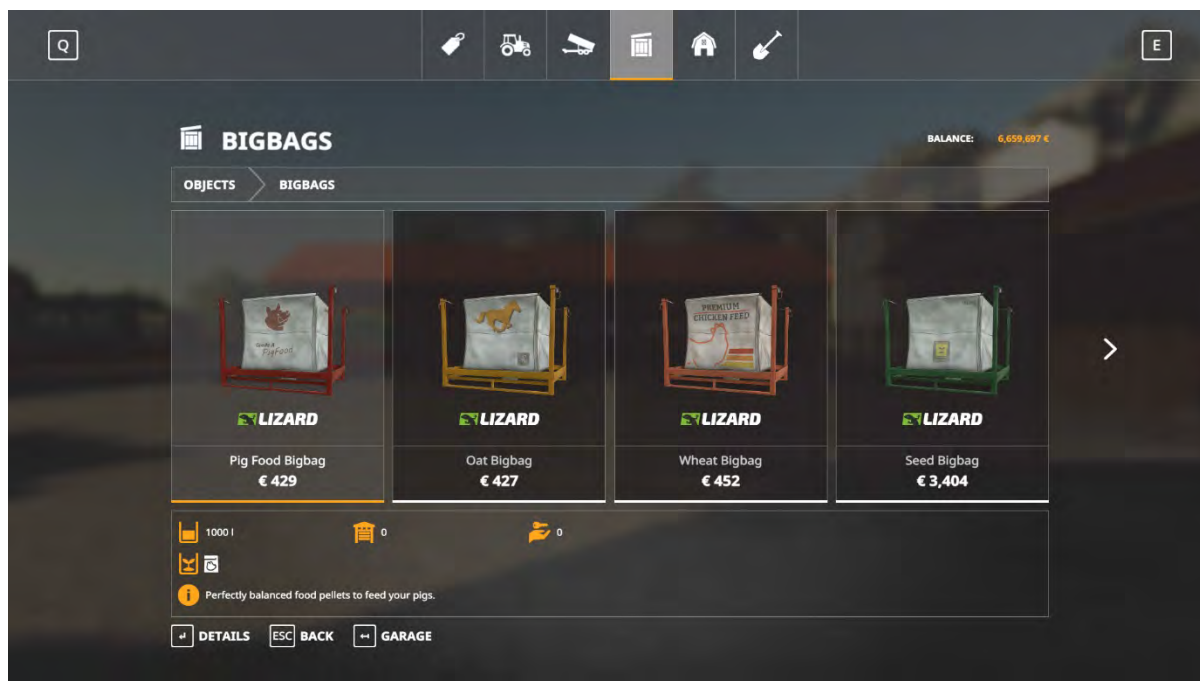 Q
E
BIGBAGS
BALANCE: 6,659,697 €
OBJECTS BIGBAGS
PigFood
PREMIUM
CHICKEN FEED
LIZARD LIZARD LIZARD LIZARD
Pig Food Bigbag Oat Bigbag Wheat Bigbag Seed Bigbag
€ 429 € 427 € 452 € 3,404
1000 l 0 0
i Perfectly balanced food pellets to feed your pigs.
DETAILS ESC BACK GARAGE